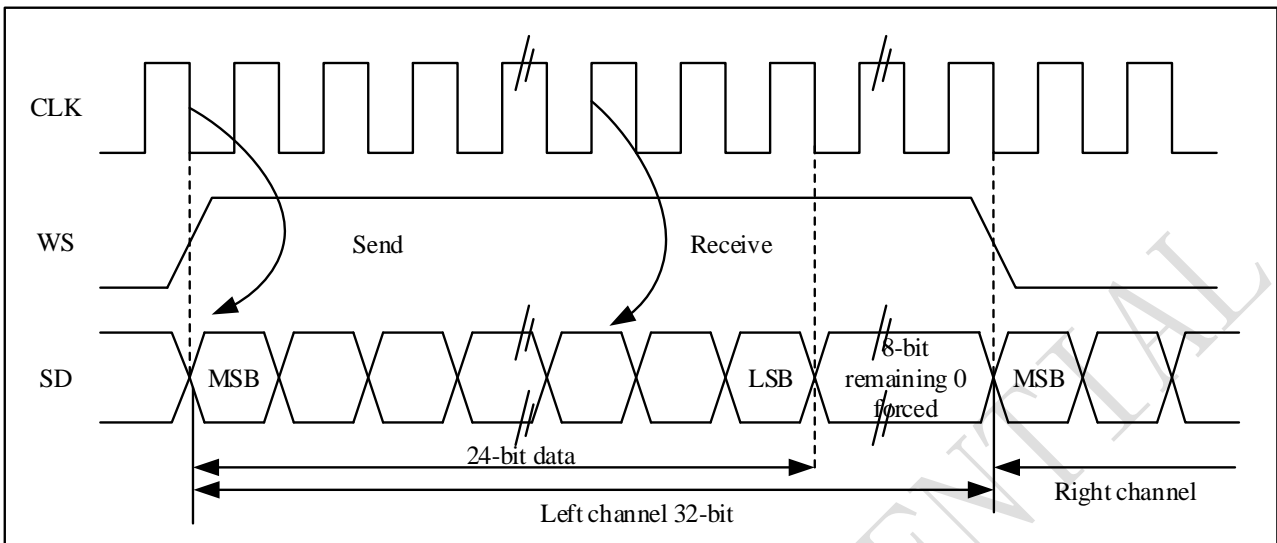 CLK
WS
Send
Receive
SD
MSB
LSB
8-bit
remaining 0
forced
MSB
24-bit data
Left channel 32-bit
Right channel
ENTIAL